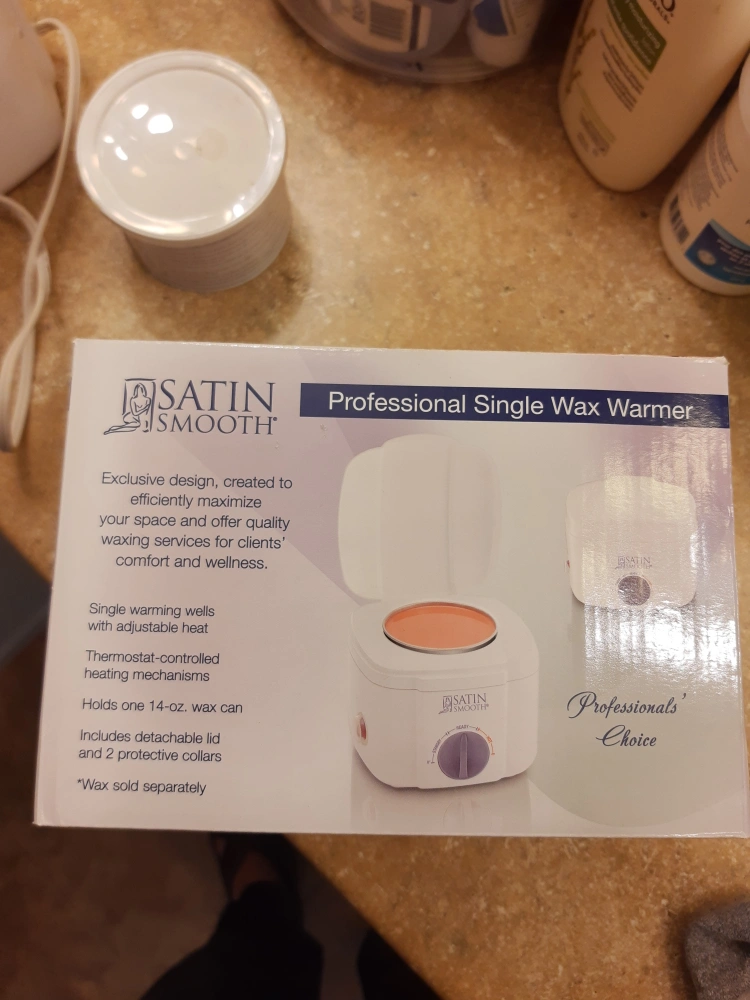 SATIN
SMOOTH®
Professional Single Wax Warmer
Exclusive design, created to
efficiently maximize
your space and offer quality
waxing services for clients'
comfort and wellness.
Single warming wells
with adjustable heat
Thermostat-controlled
heating mechanisms
Holds one 14-oz. wax can
Includes detachable lid
and 2 protective collars
*Wax sold separately
SATIN
SMOOTH
SATIN
Professionals'
Choice